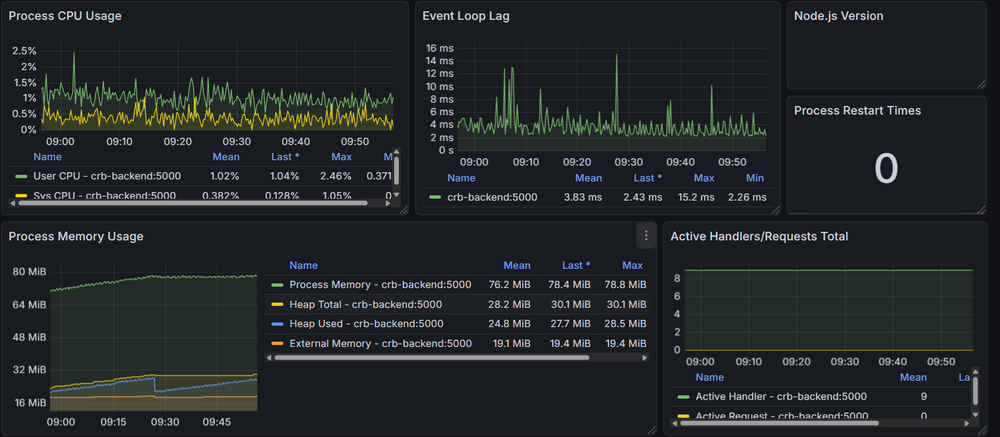 Process CPU Usage
2.5%
2%
1.5%
1%
0.5%
0%
09:00 09:10 09:20 09:30 09:40 09:50
Name Mean Last * Max M
User CPU - crb-backend:5000 1.02% 1.04% 2.46% 0.371
Sys CPU - crb-backend:5000 0.382% 0.128% 1.05% 0
Event Loop Lag
16 ms
14 ms
12 ms
10 ms
8 ms
6 ms
4 ms
2 ms
0 s
09:00 09:10 09:20 09:30 09:40 09:50
Name Mean Last * Max Min
crb-backend:5000 3.83 ms 2.43 ms 15.2 ms 2.26 ms
Node.js Version
Process Restart Times
0
Process Memory Usage
80 MiB
64 MiB
48 MiB
32 MiB
16 MiB
09:00 09:15 09:30 09:45
Name Mean Last * Max
Process Memory - crb-backend:5000 76.2 MiB 78.4 MiB 78.8 MiB
Heap Total - crb-backend:5000 28.2 MiB 30.1 MiB 30.1 MiB
Heap Used - crb-backend:5000 24.8 MiB 27.7 MiB 28.5 MiB
External Memory - crb-backend:5000 19.1 MiB 19.4 MiB 19.4 MiB
Active Handlers/Requests Total
8
6
4
2
0
09:00 09:10 09:20 09:30 09:40 09:50
Name Mean La
Active Handler - crb-backend:5000 9
Active Request - crb-backend:5000 0